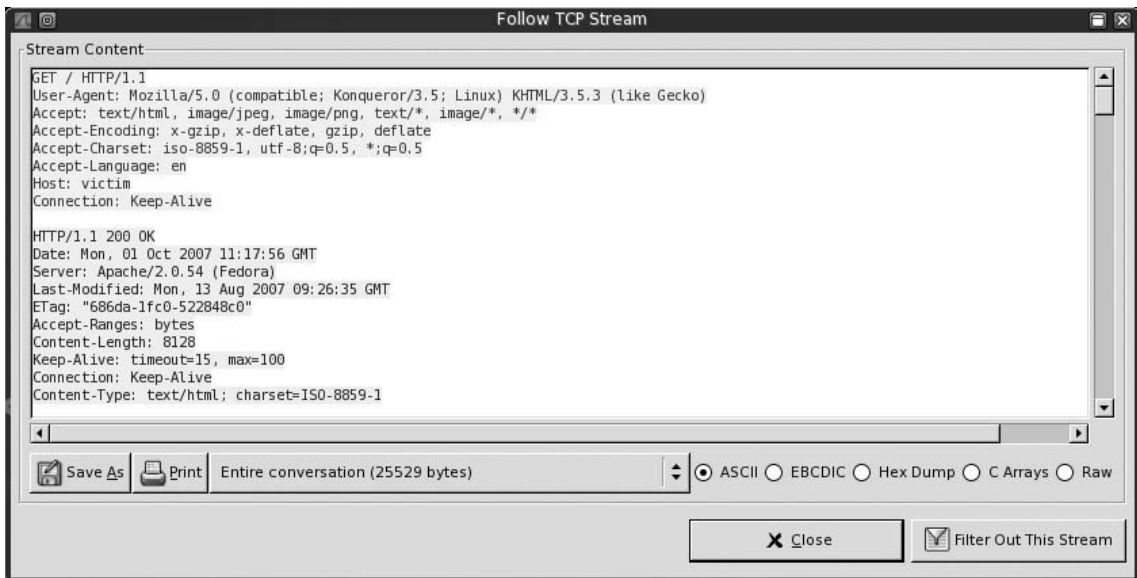 Follow TCP Stream
Stream Content
GET / HTTP/1.1
User-Agent: Mozilla/5.0 (compatible; Konqueror/3.5; Linux) KHTML/3.5.3 (like Gecko)
Accept: text/html, image/jpeg, image/png, text/*, image/*, */*
Accept-Encoding: x-gzip, x-deflate, gzip, deflate
Accept-Charset: iso-8859-1, utf-8;q=0.5, *;q=0.5
Accept-Language: en
Host: victim
Connection: Keep-Alive
HTTP/1.1 200 OK
Date: Mon, 01 Oct 2007 11:17:56 GMT
Server: Apache/2.0.54 (Fedora)
Last-Modified: Mon, 13 Aug 2007 09:26:35 GMT
ETag: "686da-1fc0-522848c0"
Accept-Ranges: bytes
Content-Length: 8128
Keep-Alive: timeout=15, max=100
Connection: Keep-Alive
Content-Type: text/html; charset=ISO-8859-1
Save As Print Entire conversation (25529 bytes) ASCII EBCDIC Hex Dump C Arrays Raw
Close Filter Out This Stream